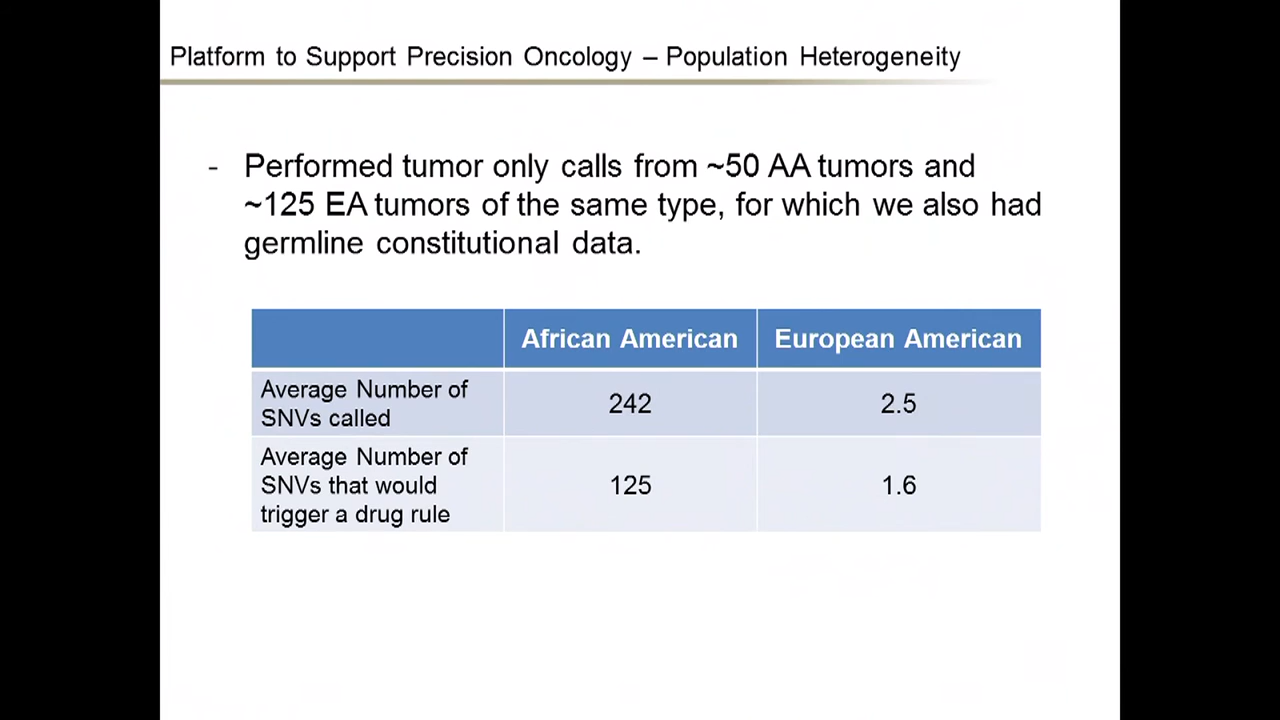 Platform to Support Precision Oncology – Population Heterogeneity
- Performed tumor only calls from ~50 AA tumors and
~125 EA tumors of the same type, for which we also had
germline constitutional data.
African American European American
Average Number of
SNVs called
242 2.5
Average Number of
SNVs that would
trigger a drug rule
125 1.6